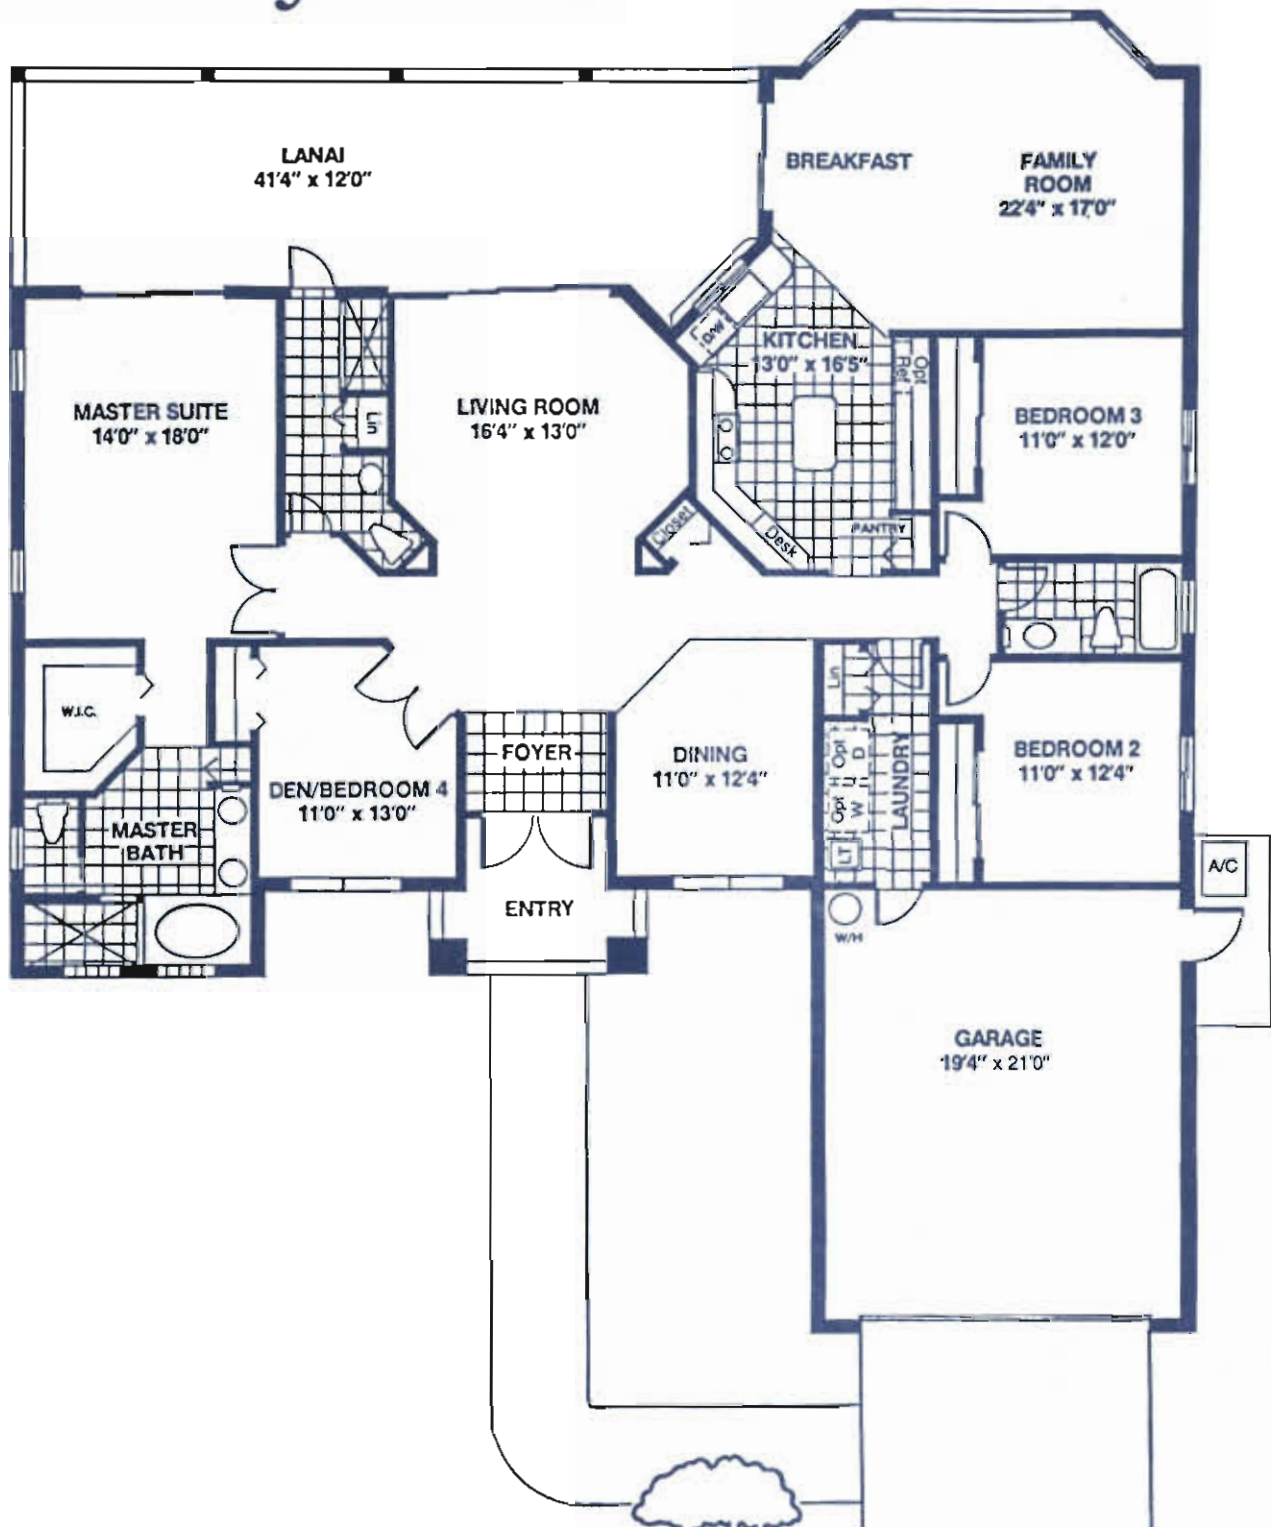 LANAI
41'4" x 12'0"
BREAKFAST
FAMILY
ROOM
22'4" x 17'0"
D/W
KITCHEN
13'0" x 16'5"
Opt
Ref
MASTER SUITE
14'0" x 18'0"
Lin
LIVING ROOM
16'4" x 13'0"
BEDROOM 3
11'0" x 12'0"
Closet
Desk
PANTRY
W.I.C.
Lin
FOYER
DINING
11'0" x 12'4"
Opt
D
Opt
W
LAUNDRY
LT
BEDROOM 2
11'0" x 12'4"
DEN/BEDROOM 4
11'0" x 13'0"
MASTER
BATH
A/C
ENTRY
W/H
GARAGE
19'4" x 21'0"